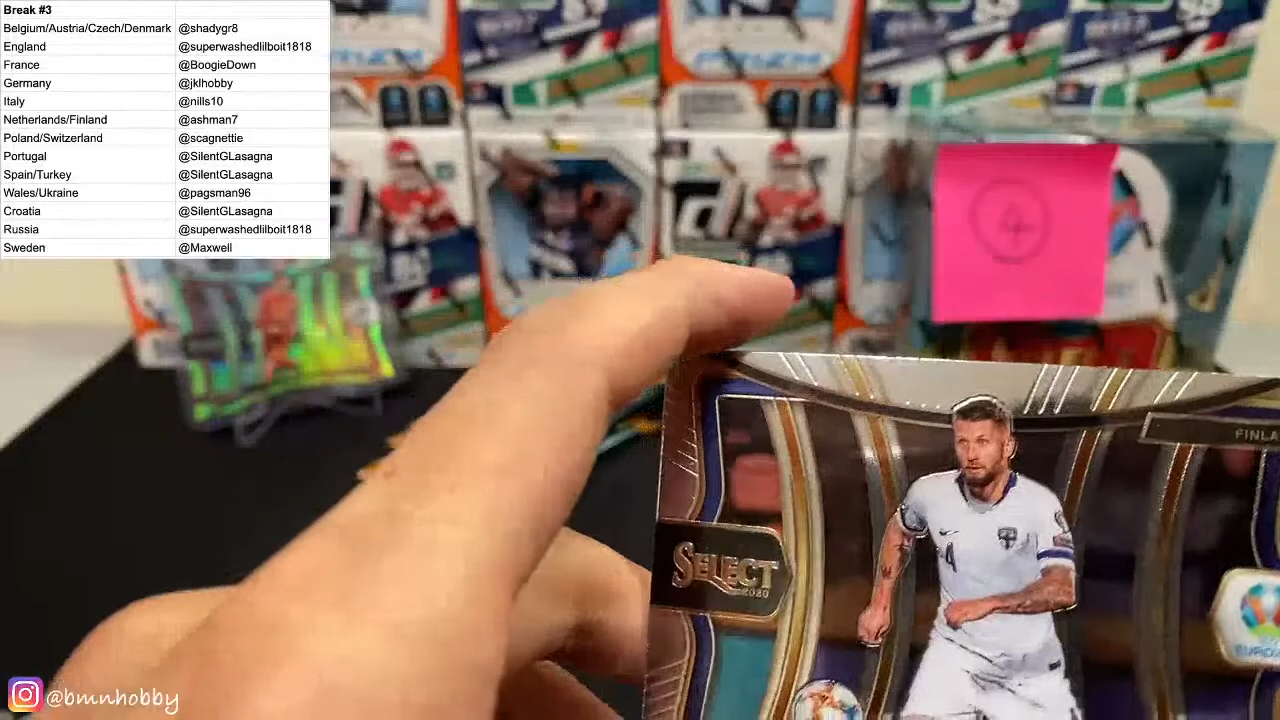 Break #3
Belgium/Austria/Czech/Denmark @shadygr8
England @superwashedlilboit1818
France @BoogieDown
Germany @jklhobby
Italy @nills10
Netherlands/Finland @ashman7
Poland/Switzerland @scagnettie
Portugal @SilentGLasagna
Spain/Turkey @SilentGLasagna
Wales/Ukraine @pagsman96
Croatia @SilentGLasagna
Russia @superwashedlilboit1818
Sweden @Maxwell
4
FINLA
4
SELECT
2020
@bmnhobby